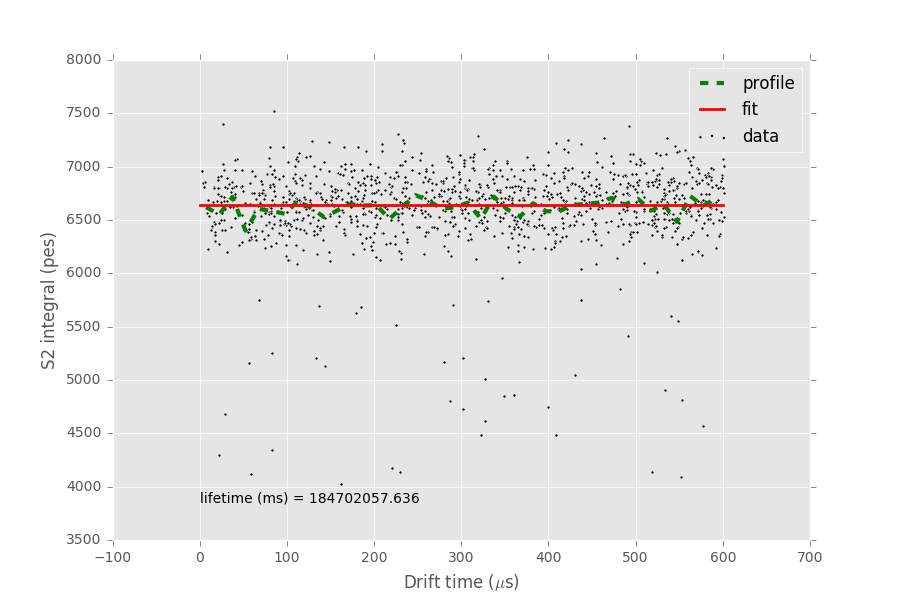 8000
7500
7000
6500
6000
5500
5000
4500
4000
3500
S2 integral (pes)
profile
fit
data
lifetime (ms) = 184702057.636
−100 0 100 200 300 400 500 600 700
Drift time (μs)